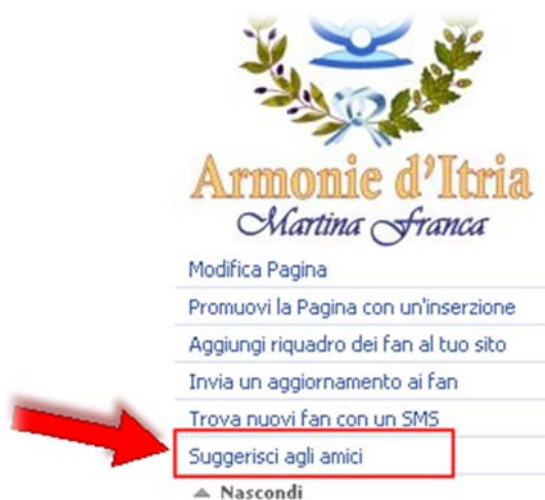 Armonie d'Itria
Martina Franca
Modifica Pagina
Promuovi la Pagina con un'inserzione
Aggiungi riquadro dei fan al tuo sito
Invia un aggiornamento ai fan
Trova nuovi fan con un SMS
Suggerisci agli amici
Nascondi